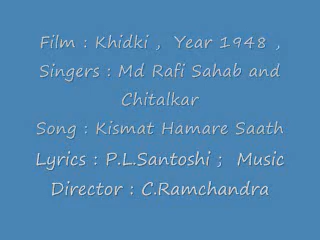 Film : Khidki , Year 1948 ,
Singers : Md Rafi Sahab and
Chitalkar
Song : Kismat Hamare Saath
Lyrics : P.L.Santoshi ; Music
Director : C.Ramchandra